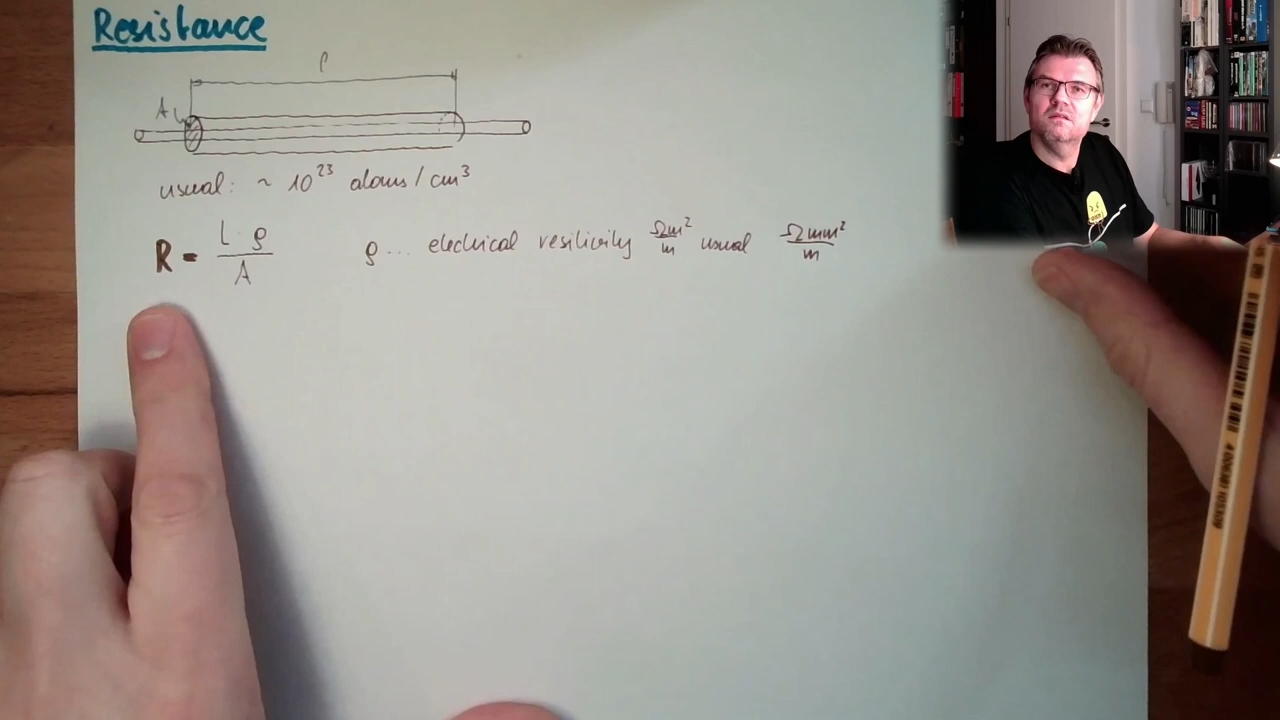 Resistance
l
A
usual: ~ 10²³ atoms / cm³
R = L · ρ / A
ρ ... electrical resistivity Ωm²/m usual Ωmm²/m